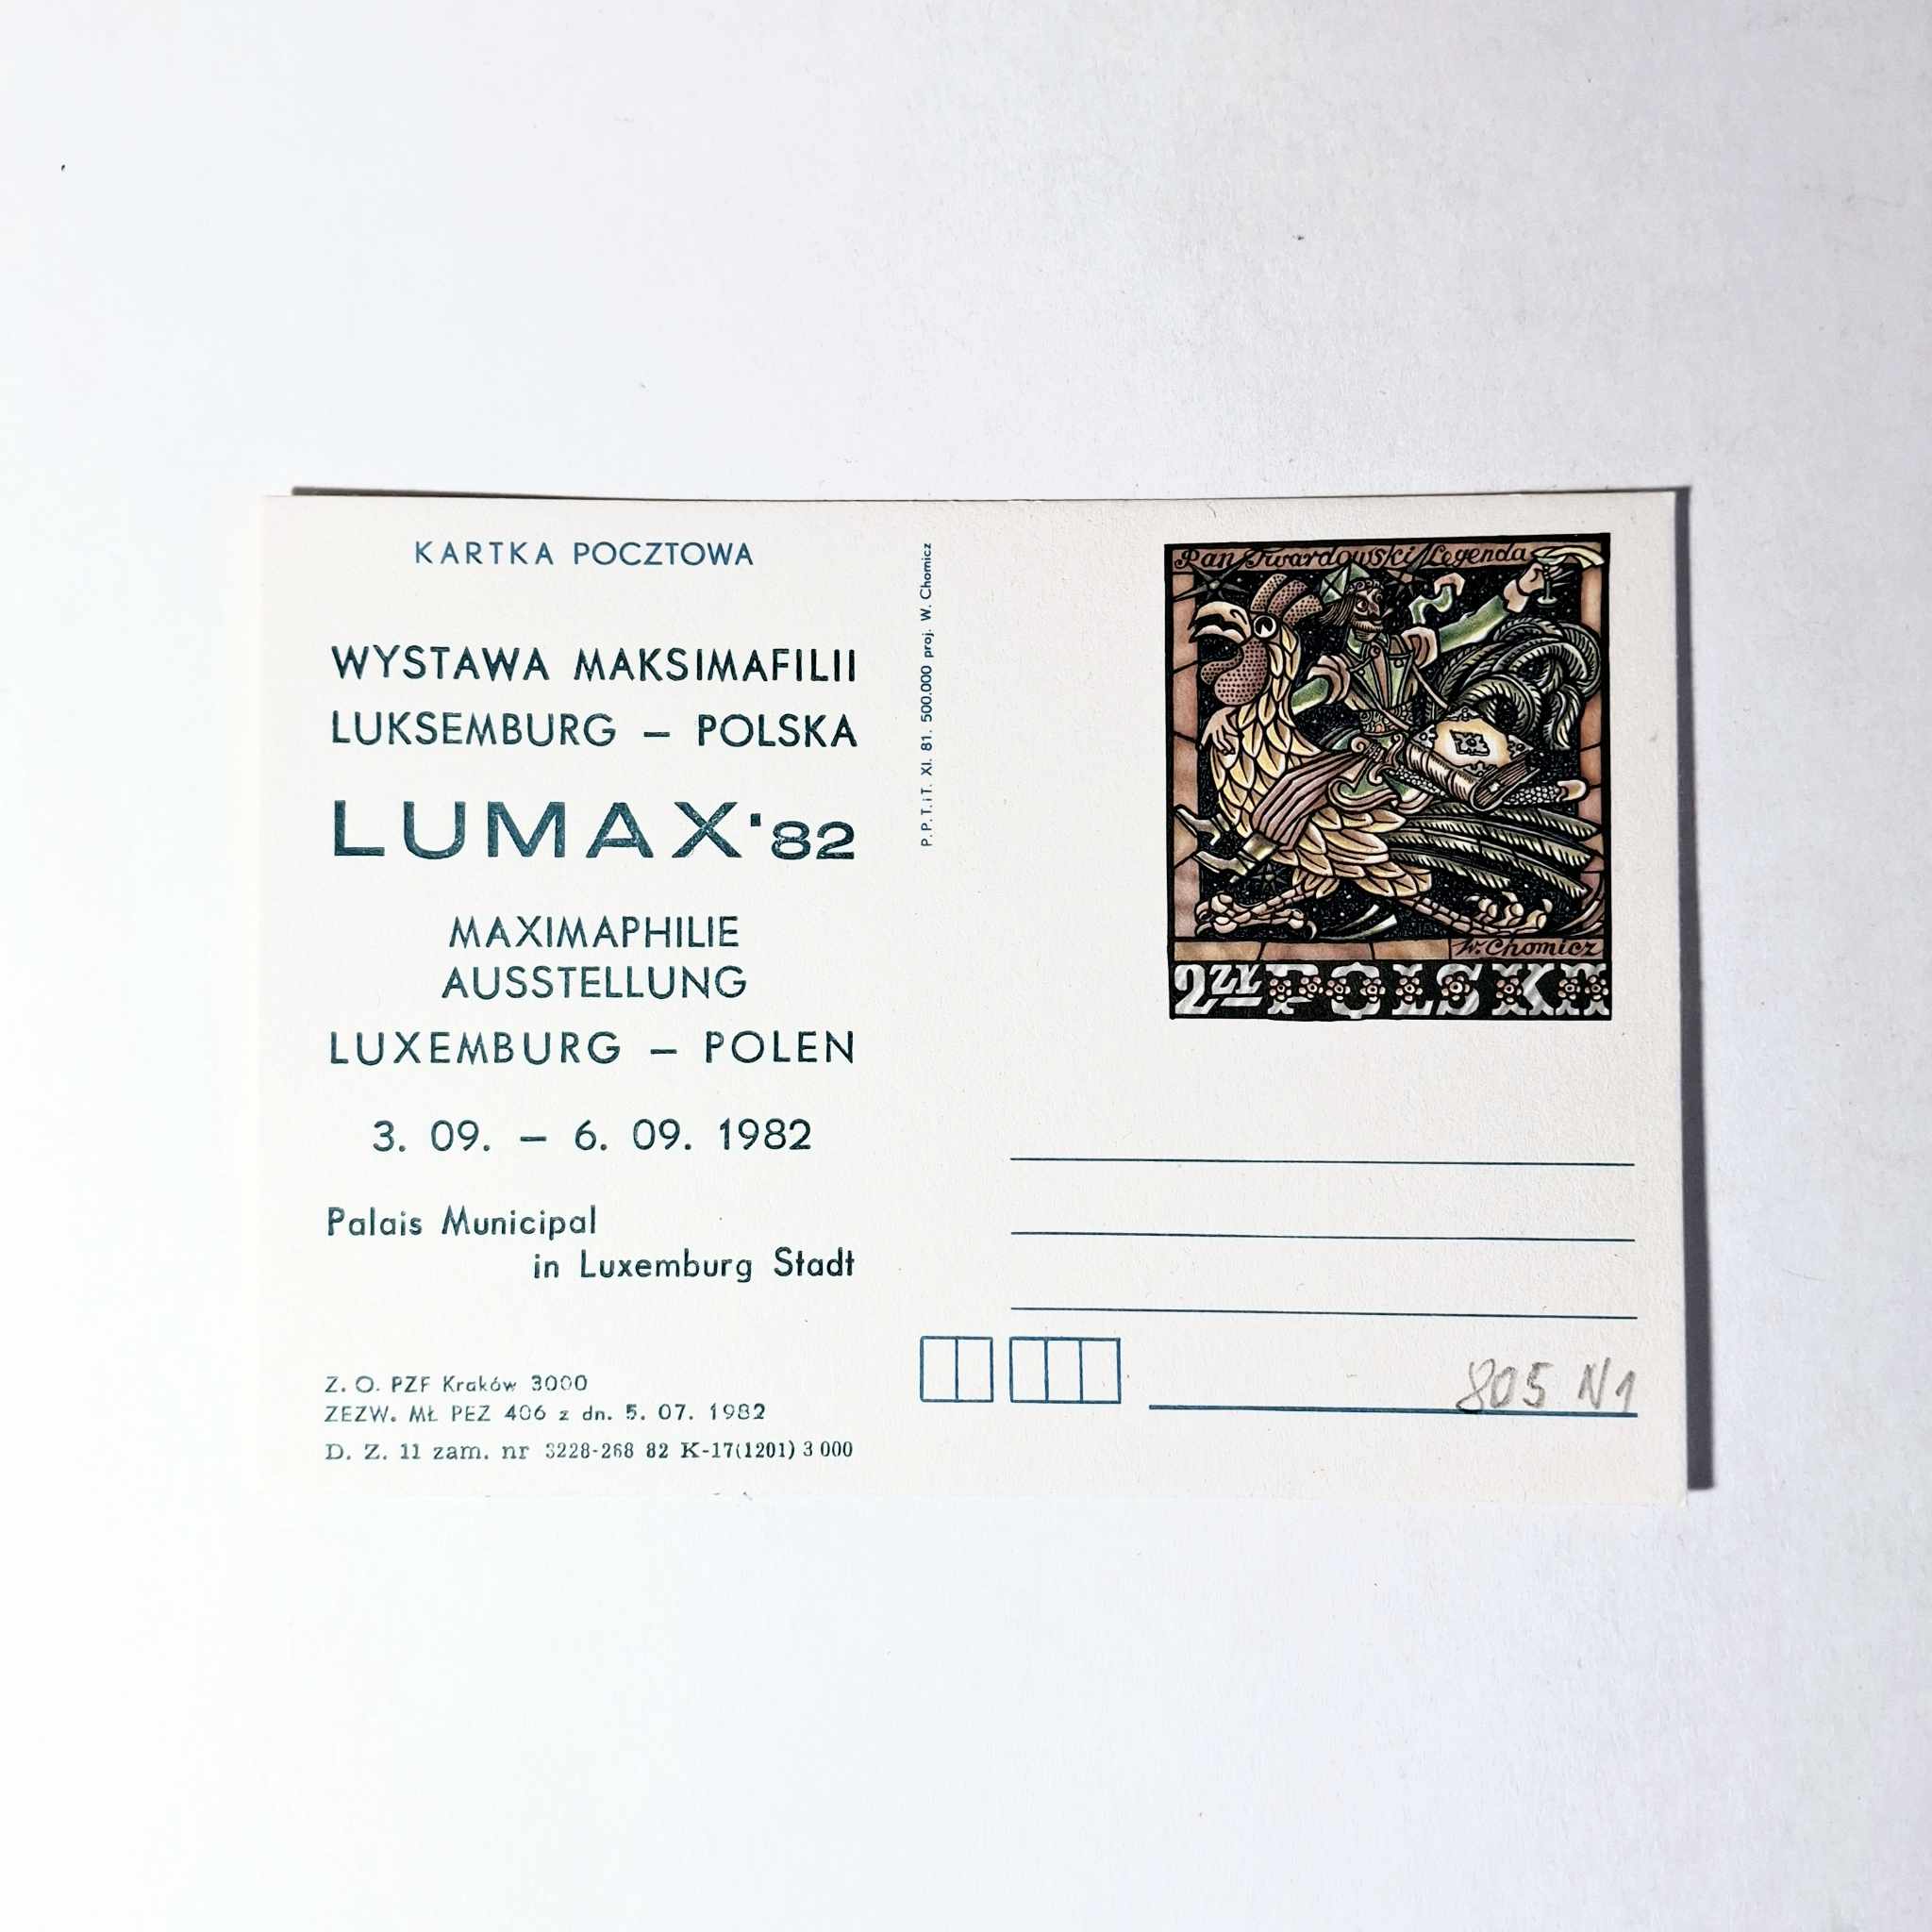 KARTKA POCZTOWA
WYSTAWA MAKSIMAFILII
LUKSEMBURG – POLSKA
LUMAX'82
MAXIMAPHILIE
AUSSTELLUNG
LUXEMBURG – POLEN
3. 09. – 6. 09. 1982
Palais Municipal
in Luxemburg Stadt
Z. O. PZF Kraków 3000
ZEZW. MŁ PEZ 406 z dn. 5. 07. 1982
D. Z. 11 zam. nr 3228-268 82 K-17(1201) 3 000
P.P.T.iT. XI. 81. 500.000 proj. W. Chomicz
Pan Twardowski/Legenda
W. Chomicz
2 ZŁ POLSKA
805 N1